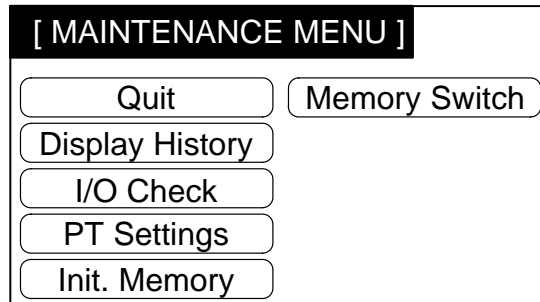 [ MAINTENANCE MENU ]
Quit
Memory Switch
Display History
I/O Check
PT Settings
Init. Memory